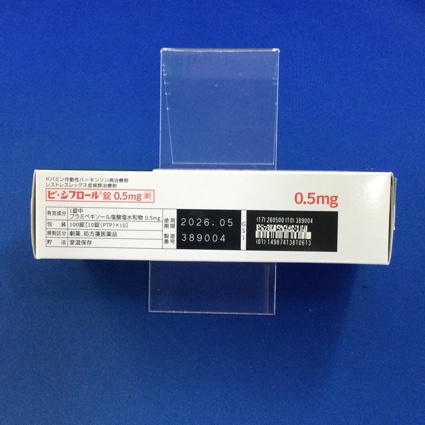 ドパミン作動性パーキンソン病治療剤
レストレスレッグス症候群治療剤
ビ・シフロール®錠 0.5mg 劇
0.5mg
有効成分 1錠中 プラミペキソール塩酸塩水和物 0.5mg
包装 100錠[10錠(PTP)×10]
規制区分 劇薬、処方箋医薬品
貯法 室温保存
使用期限 2026.05
製造番号 389004
(17) 260500 (10) 389004
(01) 14987413810613